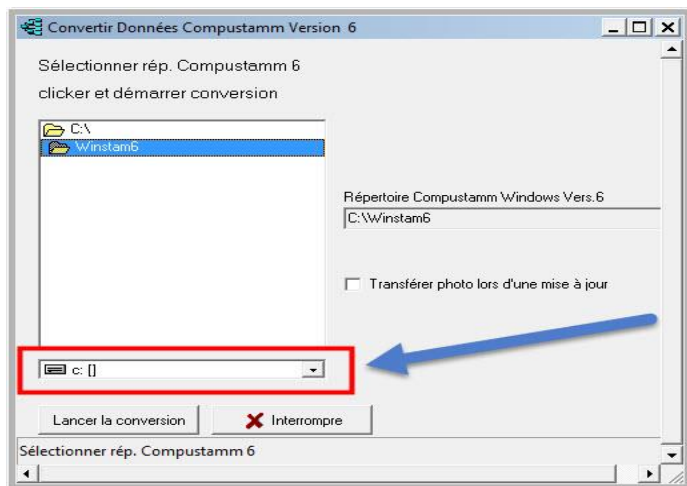 Convertir Données Compustamm Version 6
Sélectionner rép. Compustamm 6
clicker et démarrer conversion
C:\
Winstam6
Répertoire Compustamm Windows Vers.6
C:\Winstam6
Transférer photo lors d'une mise à jour
c: []
Lancer la conversion
Interrompre
Sélectionner rép. Compustamm 6